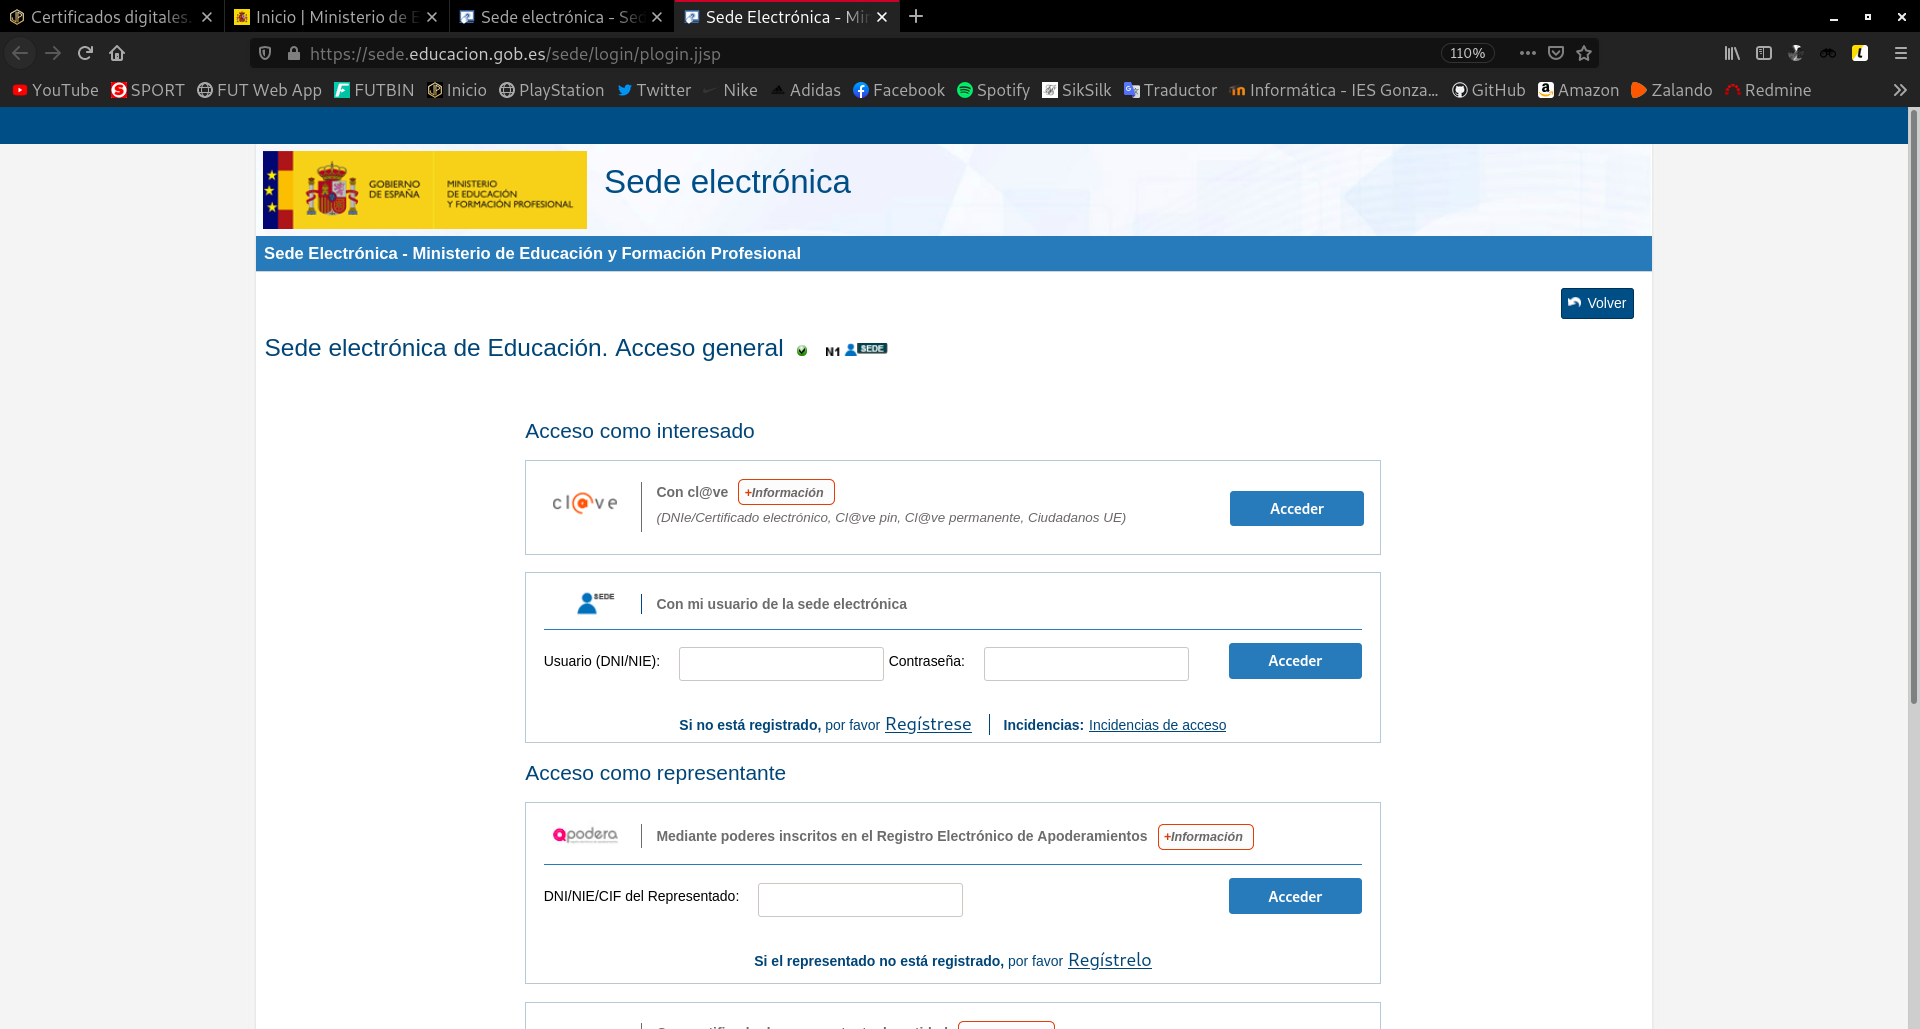 Certificados digitales.
Inicio | Ministerio de E
Sede electrónica - Sec
Sede Electrónica - Min
https://sede.educacion.gob.es/sede/login/plogin.jjsp
110%
YouTube
SPORT
FUT Web App
FUTBIN
Inicio
PlayStation
Twitter
Nike
Adidas
Facebook
Spotify
SikSilk
Traductor
Informática - IES Gonza...
GitHub
Amazon
Zalando
Redmine
GOBIERNO
DE ESPAÑA
MINISTERIO
DE EDUCACIÓN
Y FORMACIÓN PROFESIONAL
Sede electrónica
Sede Electrónica - Ministerio de Educación y Formación Profesional
Volver
Sede electrónica de Educación. Acceso general
N1 SEDE
Acceso como interesado
cl@ve
Con cl@ve +Información
(DNIe/Certificado electrónico, Cl@ve pin, Cl@ve permanente, Ciudadanos UE)
Acceder
SEDE
Con mi usuario de la sede electrónica
Usuario (DNI/NIE):
Contraseña:
Acceder
Si no está registrado, por favor Regístrese
Incidencias: Incidencias de acceso
Acceso como representante
apodera
Mediante poderes inscritos en el Registro Electrónico de Apoderamientos +Información
DNI/NIE/CIF del Representado:
Acceder
Si el representado no está registrado, por favor Regístrelo